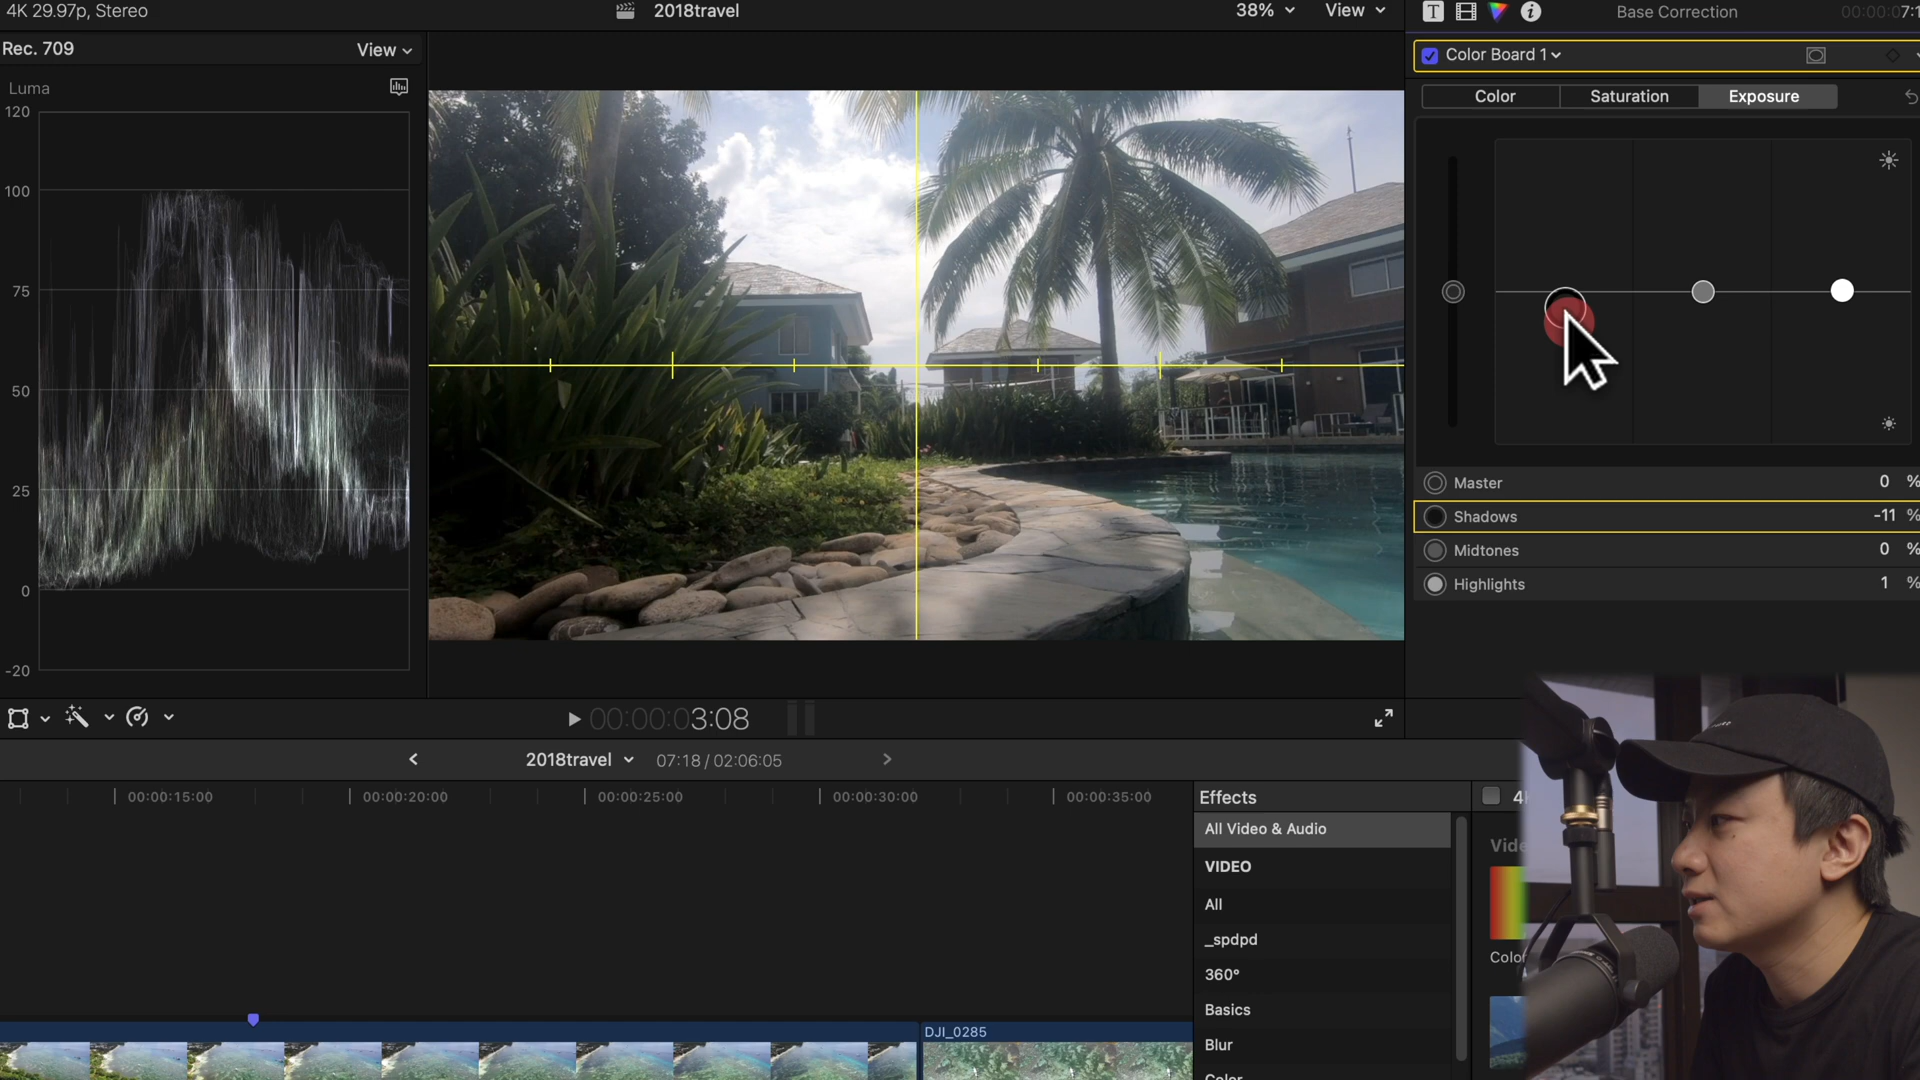 4K 29.97p, Stereo
2018travel
38%
View
Base Correction
00:00:07:1
Rec. 709
View
Color Board 1
Luma
Color
Saturation
Exposure
120
100
75
50
25
0
-20
Master
0 %
Shadows
-11 %
Midtones
0 %
Highlights
1 %
00:00:03:08
2018travel
07:18 / 02:06:05
00:00:15:00
00:00:20:00
00:00:25:00
00:00:30:00
00:00:35:00
Effects
4K
All Video & Audio
VIDEO
Vide
All
_spdpd
Color
360°
Basics
DJI_0285
Blur
Color